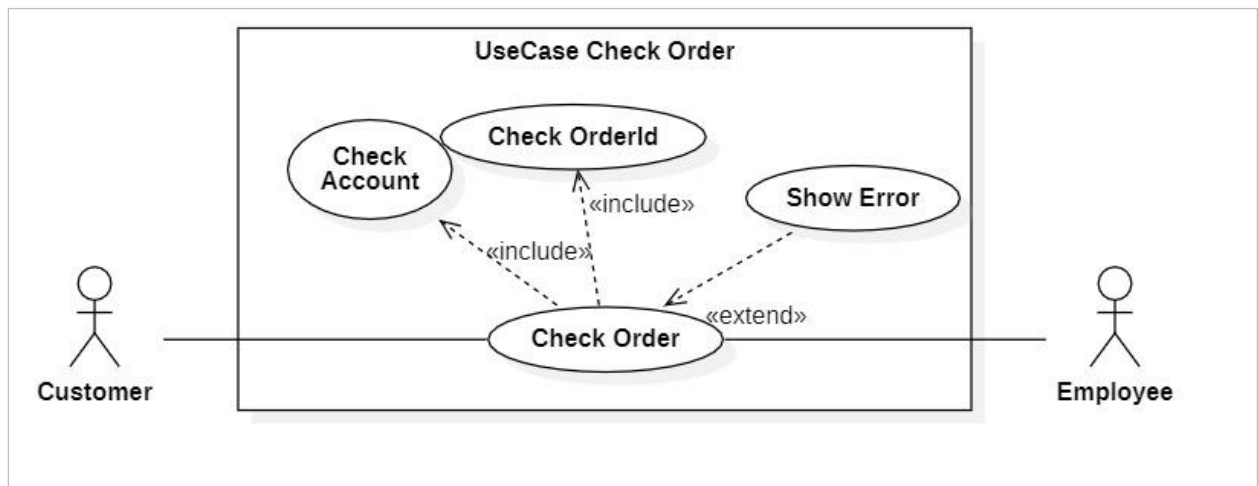 UseCase Check Order
Check OrderId
Check
Account
Show Error
«include»
«include»
«extend»
Check Order
Customer
Employee